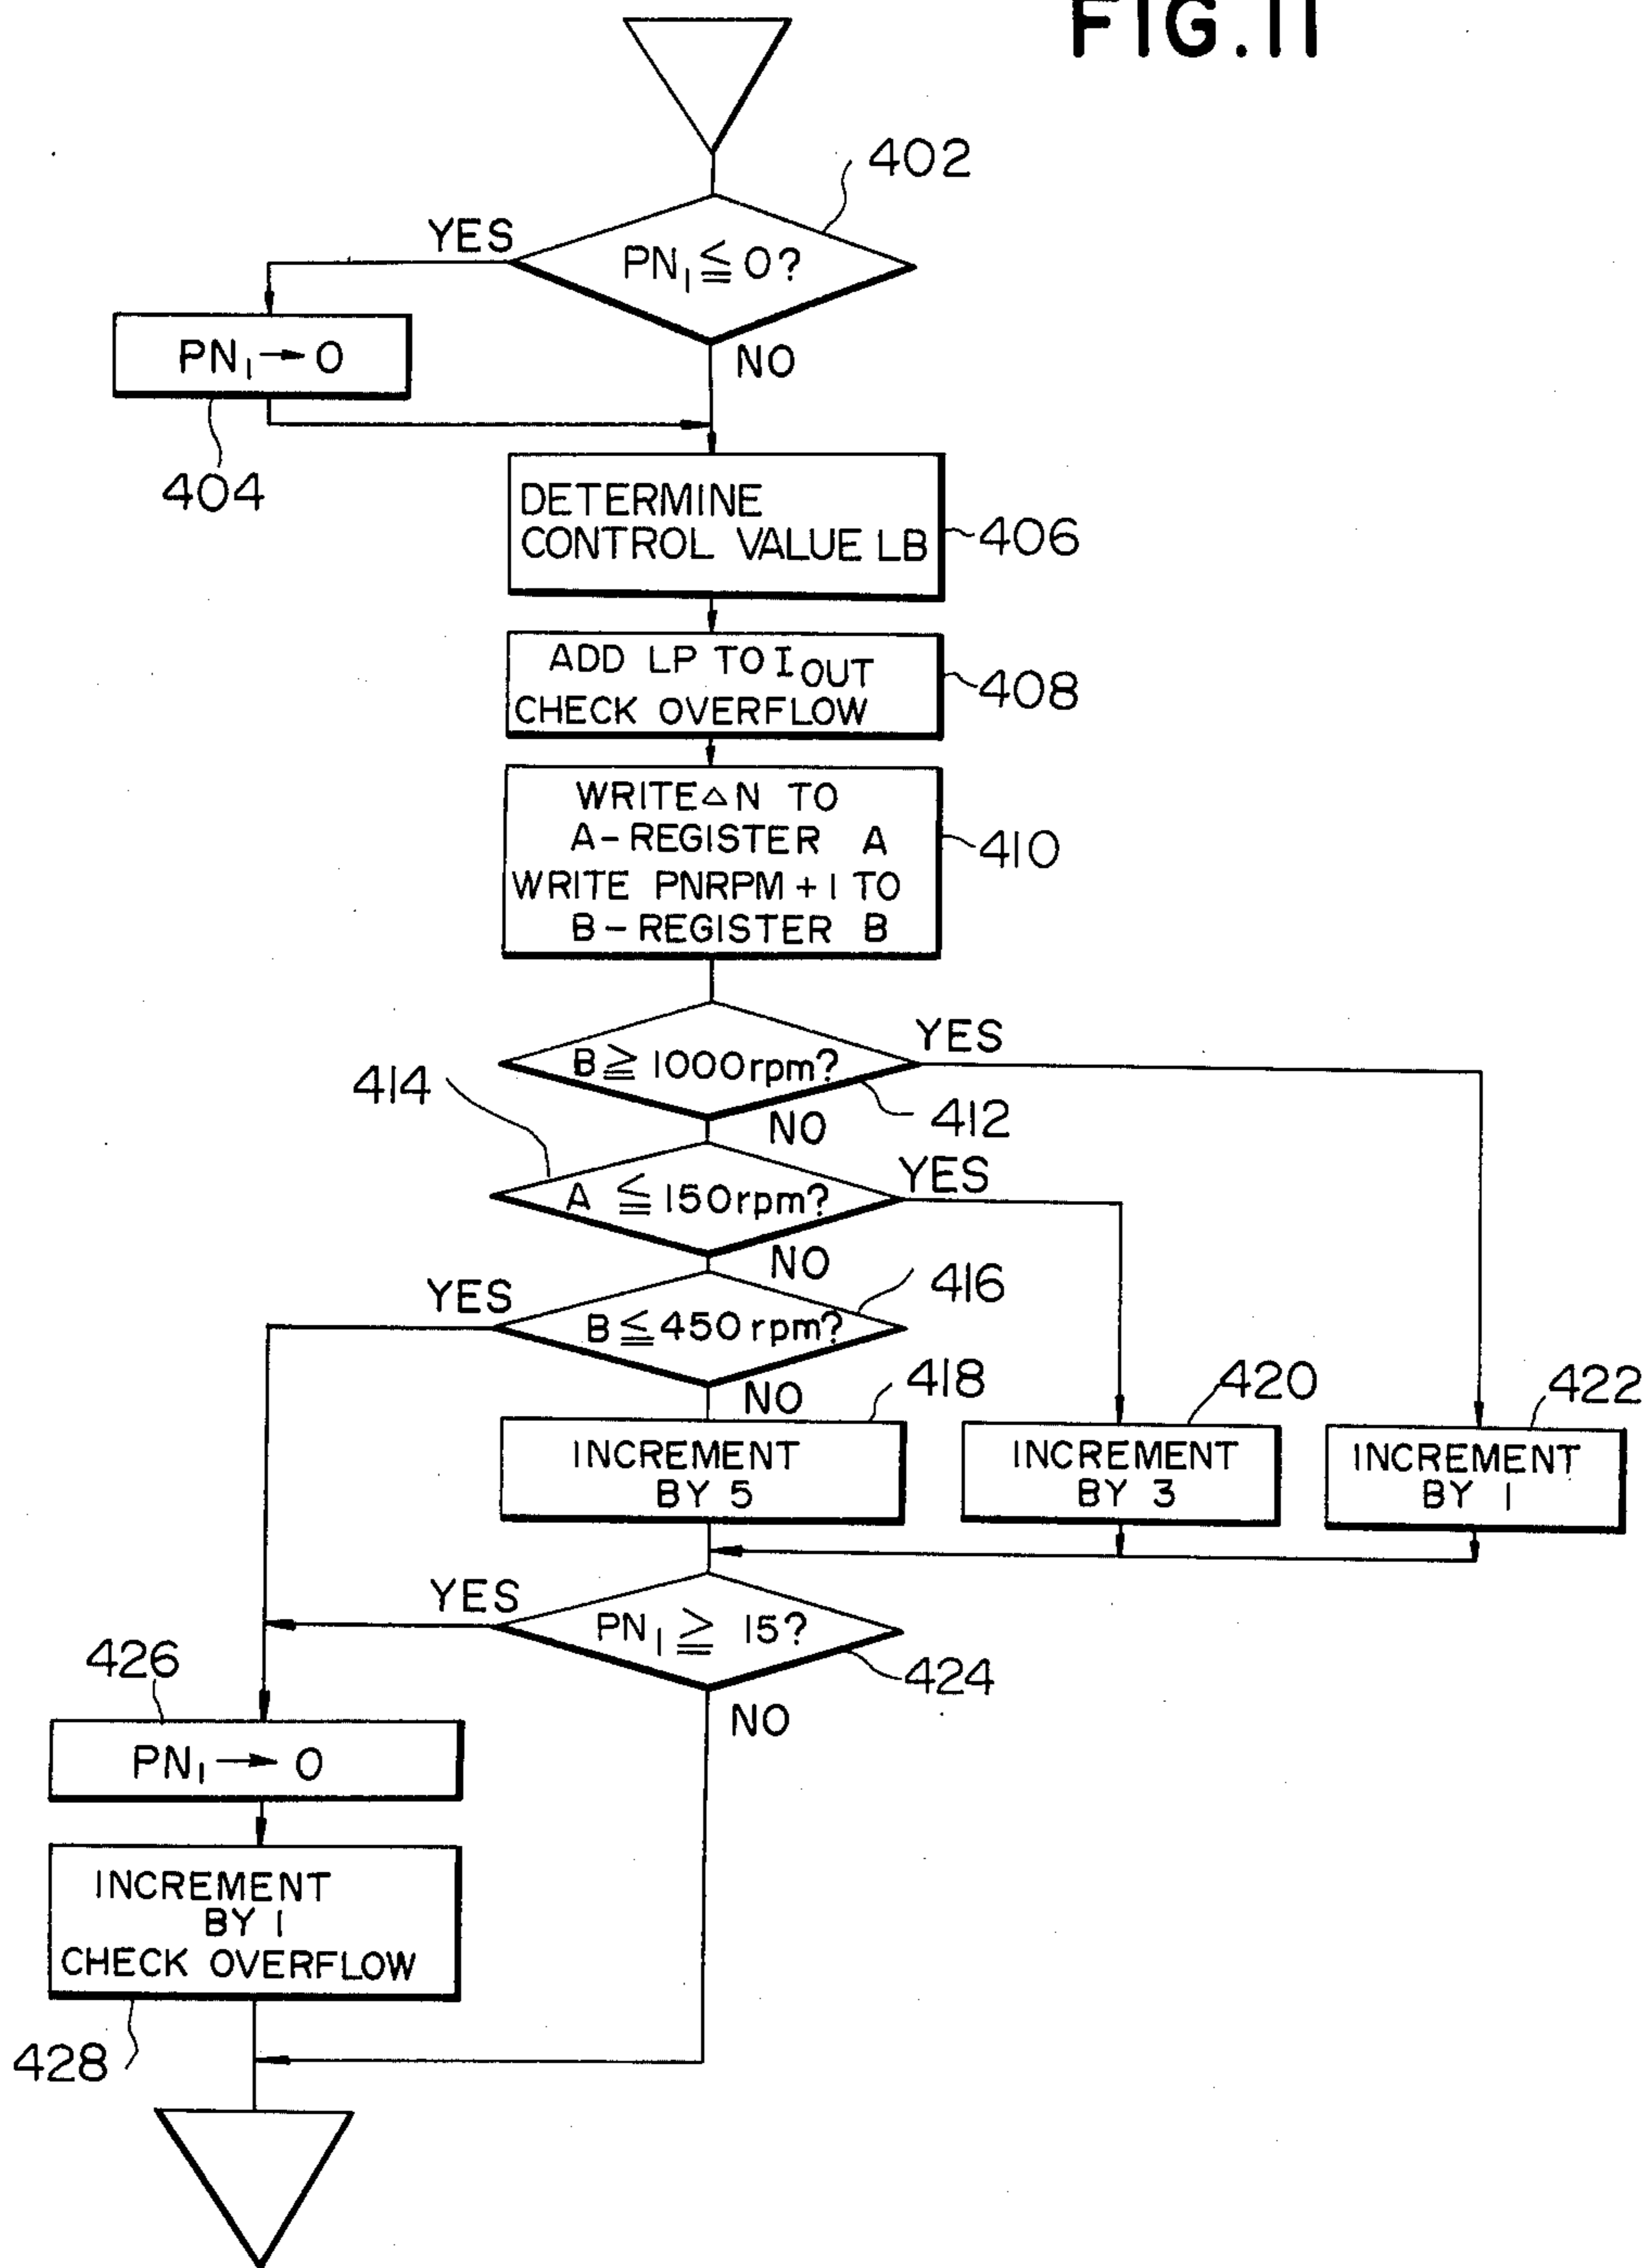 FIG. 11
402
YES
PN₁ ≦ 0?
PN₁ → 0
NO
404
DETERMINE
CONTROL VALUE LB
406
ADD LP TO I OUT
CHECK OVERFLOW
408
WRITE △N TO
A-REGISTER A
WRITE PNRPM + 1 TO
B-REGISTER B
410
B ≧ 1000rpm?
YES
412
414
NO
A ≦ 150rpm?
YES
NO
416
YES
B ≦ 450rpm?
NO
418
420
422
INCREMENT
BY 5
INCREMENT
BY 3
INCREMENT
BY 1
YES
PN₁ ≧ 15?
424
NO
426
PN₁ → 0
INCREMENT
BY 1
CHECK OVERFLOW
428